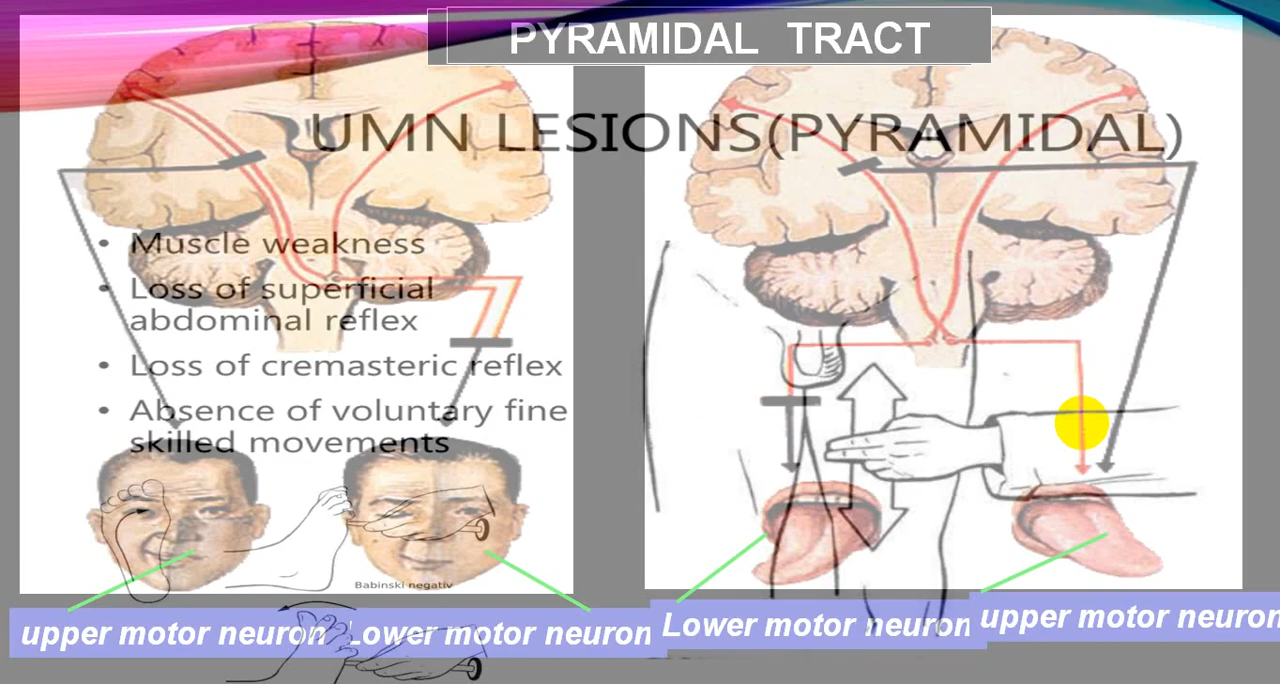 PYRAMIDAL TRACT
UMN LESIONS(PYRAMIDAL)
• Muscle weakness
• Loss of superficial
abdominal reflex
• Loss of cremasteric reflex
• Absence of voluntary fine
skilled movements
Babinski negativ
upper motor neuron
Lower motor neuron
Lower motor neuron
upper motor neuron